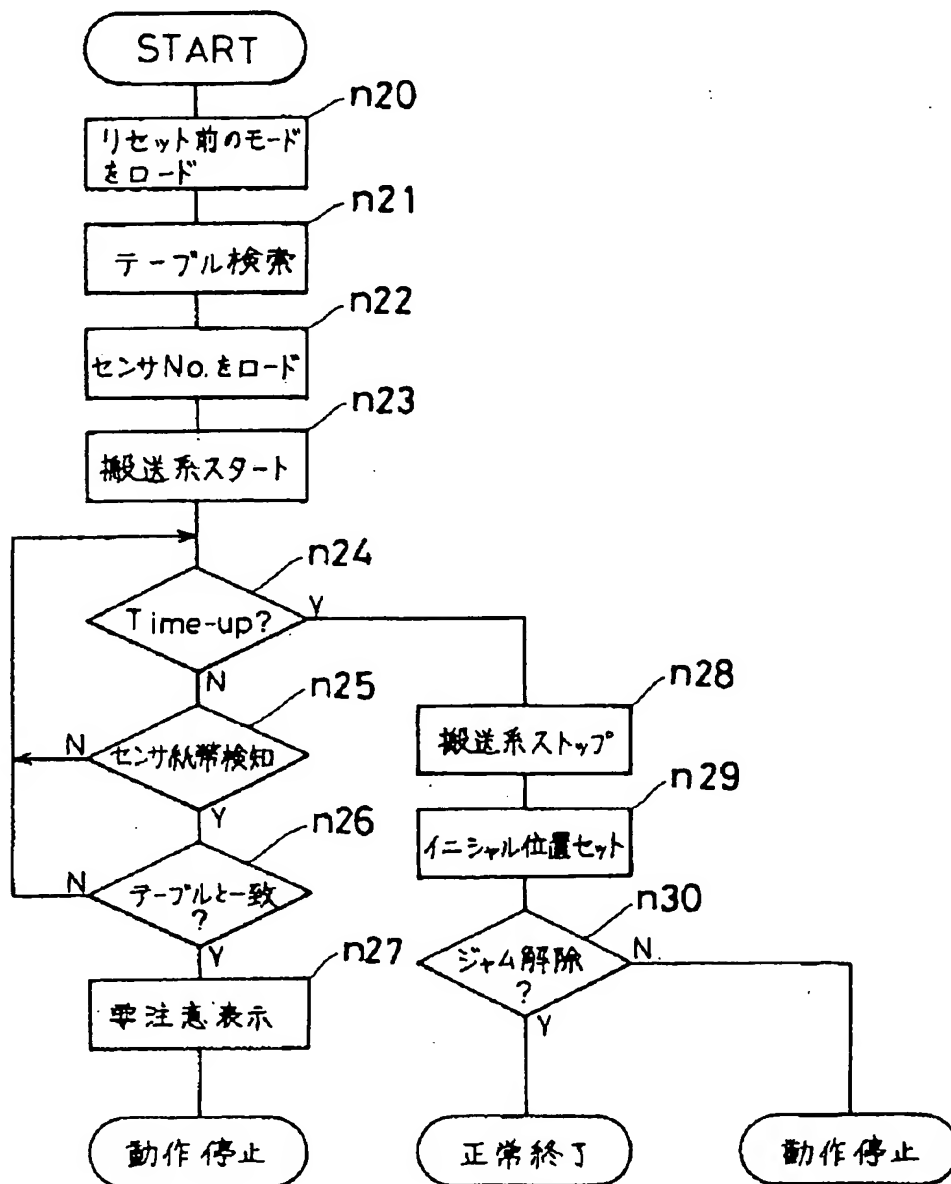 START
n20
リセット前のモード
をロード
n21
テーブル検索
n22
センサNo.をロード
n23
搬送系スタート
n24
Time-up?
Y
N
n25
センサ紙幣検知
N
Y
n26
テーブルと一致
?
N
Y
n27
要注意表示
動作停止
n28
搬送系ストップ
n29
イニシャル位置セット
n30
ジャム解除
?
N
Y
正常終了
動作停止